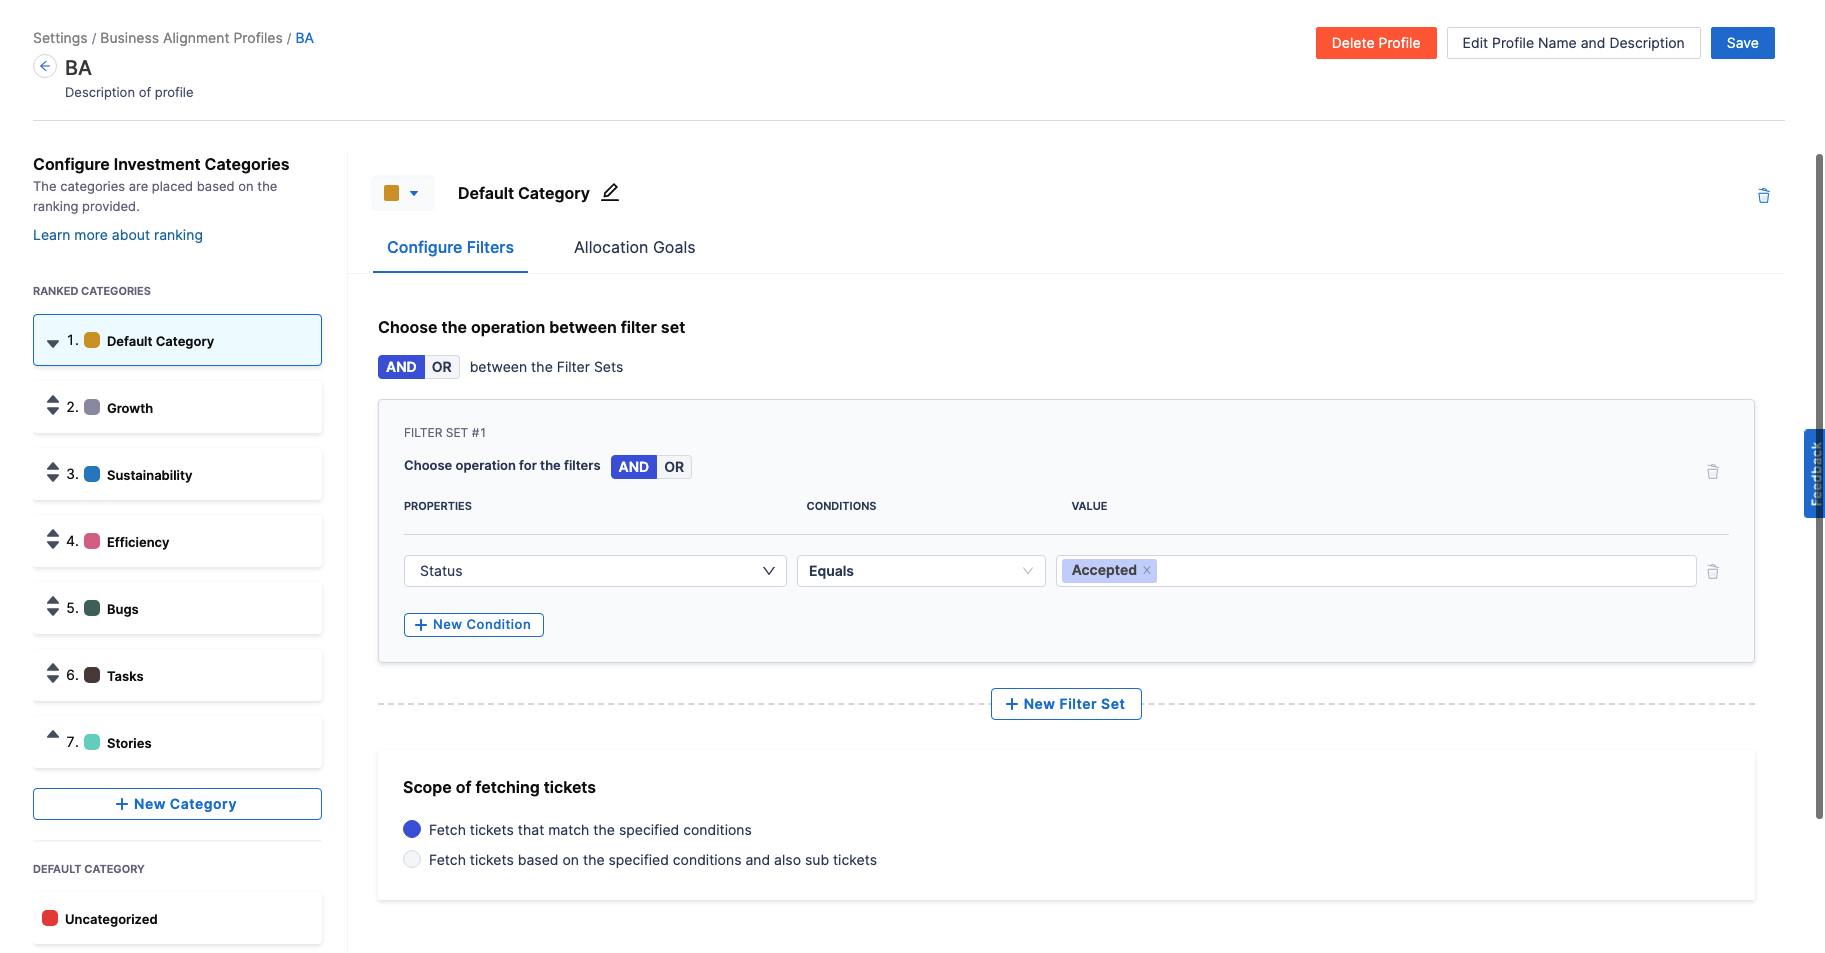 Settings / Business Alignment Profiles / BA
BA
Description of profile
Delete Profile
Edit Profile Name and Description
Save
Configure Investment Categories
The categories are placed based on the
ranking provided.
Learn more about ranking
RANKED CATEGORIES
1. Default Category
2. Growth
3. Sustainability
4. Efficiency
5. Bugs
6. Tasks
7. Stories
+ New Category
DEFAULT CATEGORY
Uncategorized
Default Category
Configure Filters
Allocation Goals
Choose the operation between filter set
AND OR between the Filter Sets
FILTER SET #1
Choose operation for the filters AND OR
PROPERTIES CONDITIONS VALUE
Status Equals Accepted ×
+ New Condition
+ New Filter Set
Scope of fetching tickets
Fetch tickets that match the specified conditions
Fetch tickets based on the specified conditions and also sub tickets
Feedback